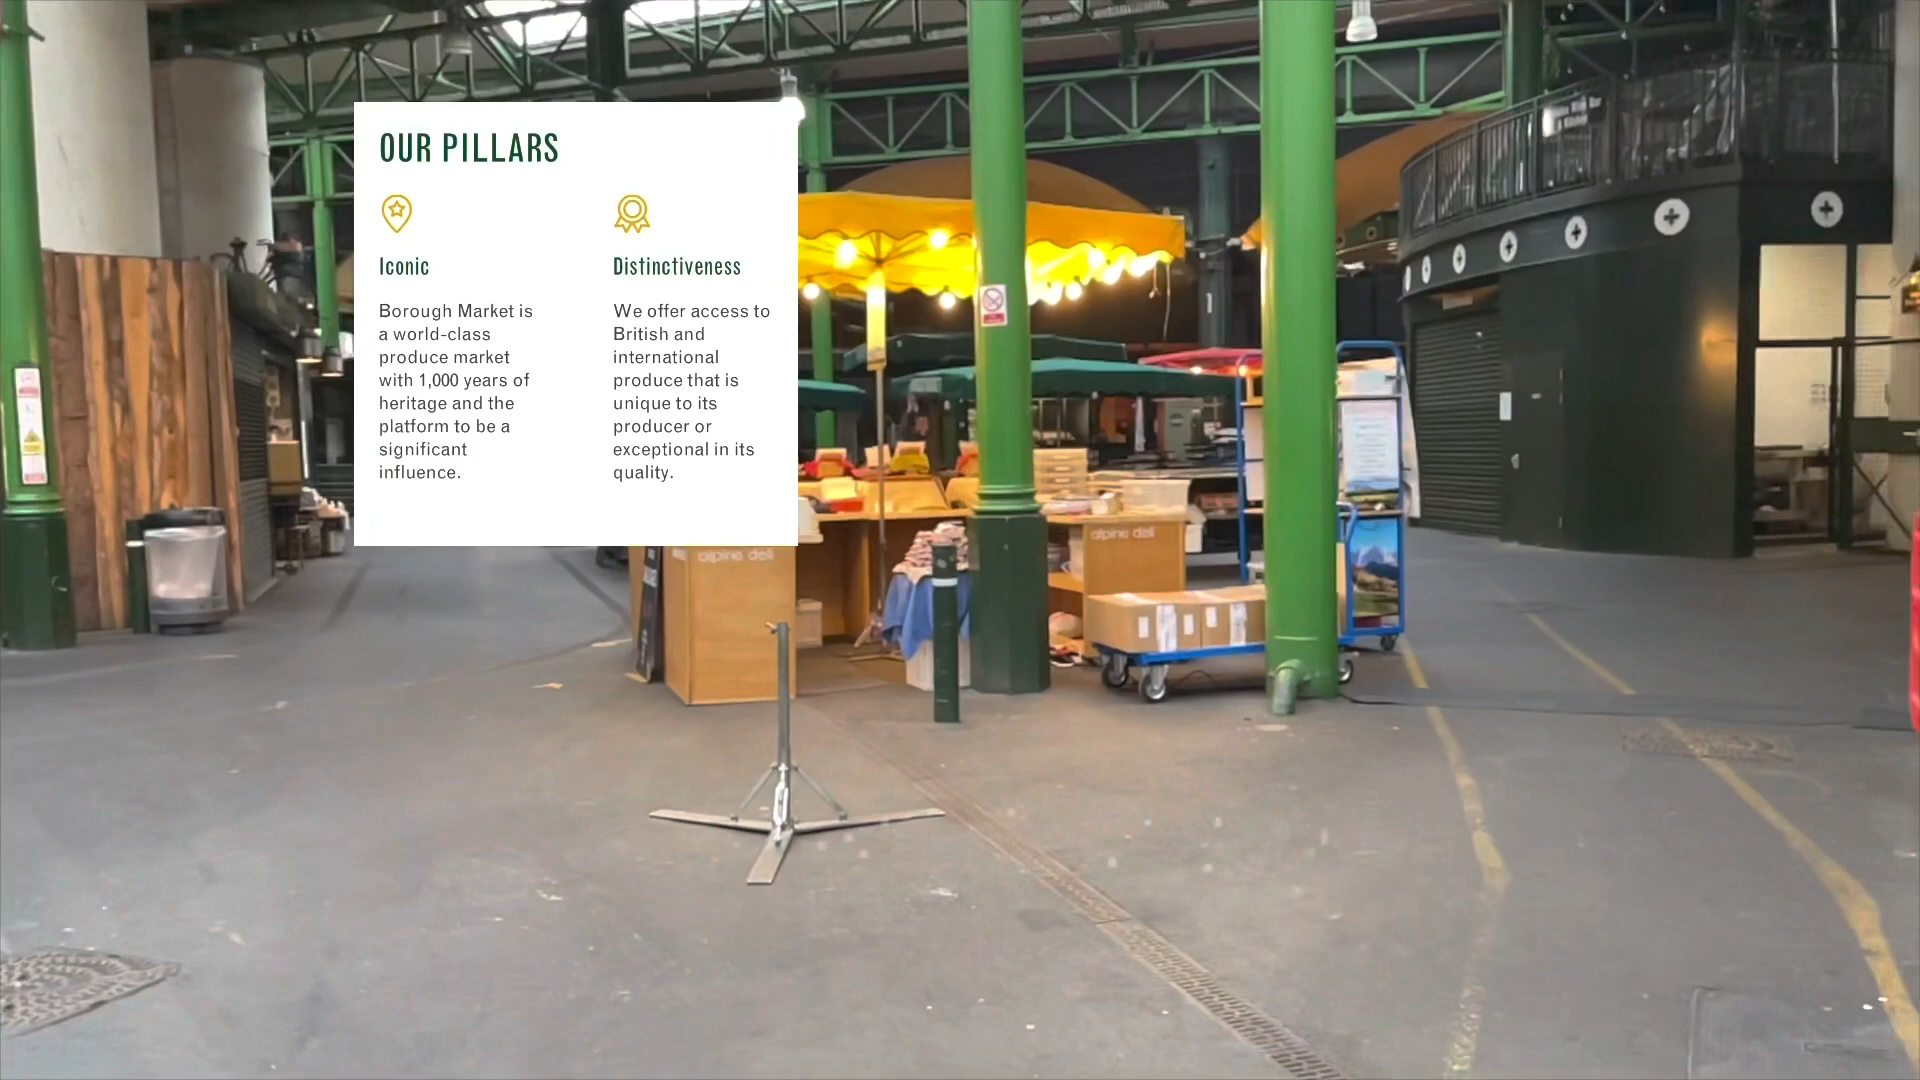 OUR PILLARS
Iconic
Borough Market is
a world-class
produce market
with 1,000 years of
heritage and the
platform to be a
significant
influence.
Distinctiveness
We offer access to
British and
international
produce that is
unique to its
producer or
exceptional in its
quality.
alpine deli
alpine deli